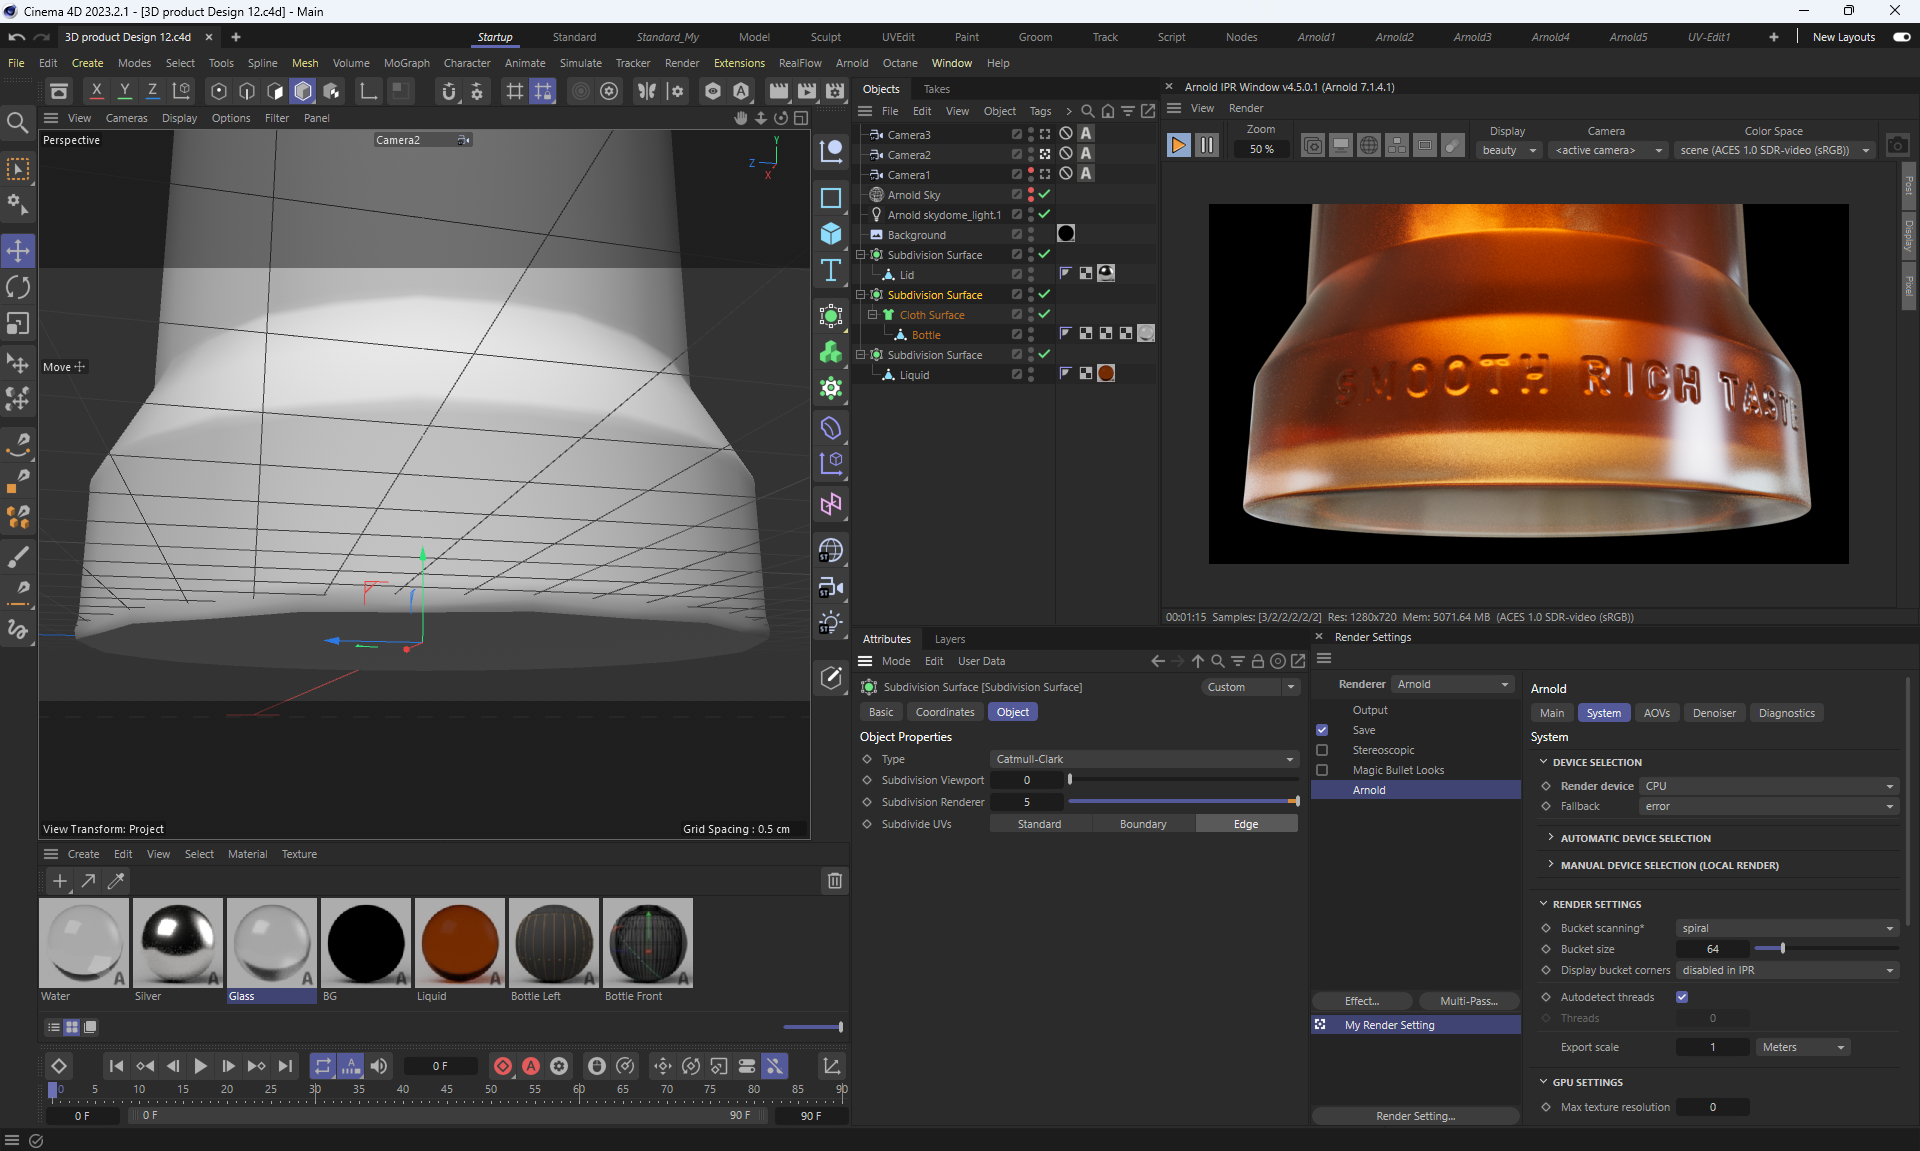 Cinema 4D 2023.2.1 - [3D product Design 12.c4d] - Main
3D product Design 12.c4d × +
Startup Standard Standard_My Model Sculpt UVEdit Paint Groom Track Script Nodes Arnold1 Arnold2 Arnold3 Arnold4 Arnold5 UV-Edit1 + New Layouts
File Edit Create Modes Select Tools Spline Mesh Volume MoGraph Character Animate Simulate Tracker Render Extensions RealFlow Arnold Octane Window Help
X Y Z
View Cameras Display Options Filter Panel
Perspective
Camera2
Y
Z
X
Move
View Transform: Project
Grid Spacing : 0.5 cm
ST
ST
ST
Objects Takes
File Edit View Object Tags
Camera3 A
Camera2 A
Camera1 A
Arnold Sky
Arnold skydome_light.1
Background
Subdivision Surface
Lid
Subdivision Surface
Cloth Surface
Bottle
Subdivision Surface
Liquid
Arnold IPR Window v4.5.0.1 (Arnold 7.1.4.1)
View Render
Zoom
50 %
Display
beauty
Camera
<active camera>
Color Space
scene (ACES 1.0 SDR-video (sRGB))
Post
Display
Pixel
SMOOTH RICH TASTE
00:01:15 Samples: [3/2/2/2/2/2] Res: 1280x720 Mem: 5071.64 MB (ACES 1.0 SDR-video (sRGB))
Attributes Layers
Mode Edit User Data
Subdivision Surface [Subdivision Surface] Custom
Basic Coordinates Object
Object Properties
Type Catmull-Clark
Subdivision Viewport 0
Subdivision Renderer 5
Subdivide UVs Standard Boundary Edge
Render Settings
Renderer Arnold
Output
Save
Stereoscopic
Magic Bullet Looks
Arnold
Effect... Multi-Pass...
My Render Setting
Render Setting...
Arnold
Main System AOVs Denoiser Diagnostics
System
DEVICE SELECTION
Render device CPU
Fallback error
AUTOMATIC DEVICE SELECTION
MANUAL DEVICE SELECTION (LOCAL RENDER)
RENDER SETTINGS
Bucket scanning* spiral
Bucket size 64
Display bucket corners disabled in IPR
Autodetect threads
Threads 0
Export scale 1 Meters
GPU SETTINGS
Max texture resolution 0
Create Edit View Select Material Texture
A A A A A A A
Water Silver Glass BG Liquid Bottle Left Bottle Front
0 F
0 5 10 15 20 25 30 35 40 45 50 55 60 65 70 75 80 85 90
0 F 0 F 90 F 90 F